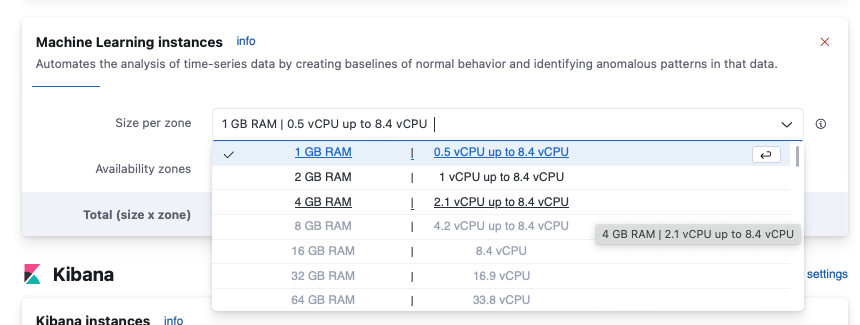 Machine Learning instances info
Automates the analysis of time-series data by creating baselines of normal behavior and identifying anomalous patterns in that data.
Size per zone
1 GB RAM | 0.5 vCPU up to 8.4 vCPU
1 GB RAM | 0.5 vCPU up to 8.4 vCPU
Availability zones
2 GB RAM | 1 vCPU up to 8.4 vCPU
4 GB RAM | 2.1 vCPU up to 8.4 vCPU
Total (size x zone)
8 GB RAM | 4.2 vCPU up to 8.4 vCPU
4 GB RAM | 2.1 vCPU up to 8.4 vCPU
16 GB RAM | 8.4 vCPU
Kibana
32 GB RAM | 16.9 vCPU
settings
64 GB RAM | 33.8 vCPU
Kibana instances info